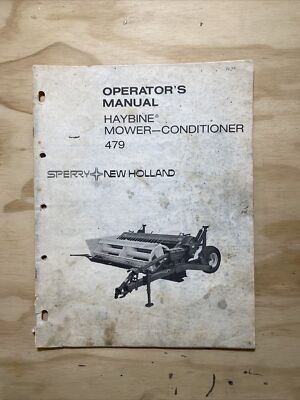 OPERATOR'S
MANUAL
HAYBINE®
MOWER—CONDITIONER
479
SPERRY NEW HOLLAND